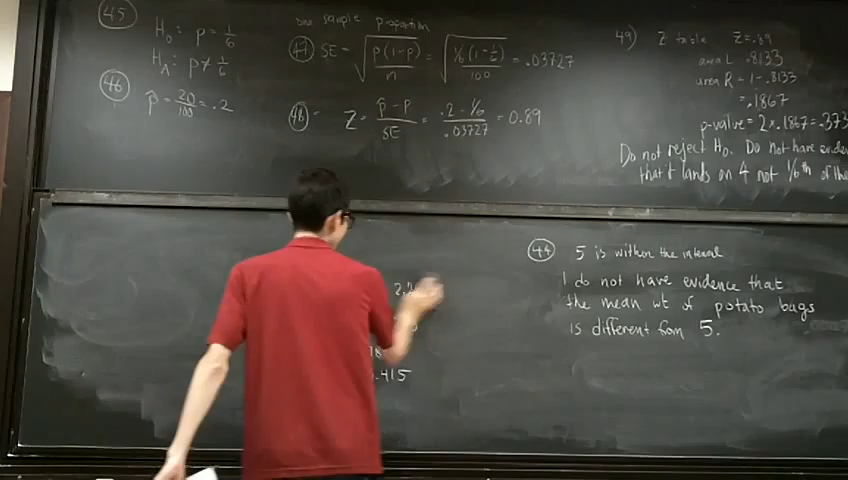 45
H₀: p = 1/6
H_A: p ≠ 1/6
46
p̂ = 20/100 = .2
one sample proportion
47 SE = √(p(1-p)/n) = √(1/6(1-1/6)/100) = .03727
48 Z = (p̂ - p)/SE = (.2 - 1/6)/.03727 = 0.89
49) Z table Z=.89
area L .8133
area R = 1-.8133
= .1867
p-value = 2×.1867=.373
Do not reject H₀. Do not have
that it lands on 4 not 1/6th of the
.415
44 5 is within the interval
I do not have evidence that
the mean wt of potato bags
is different from 5.